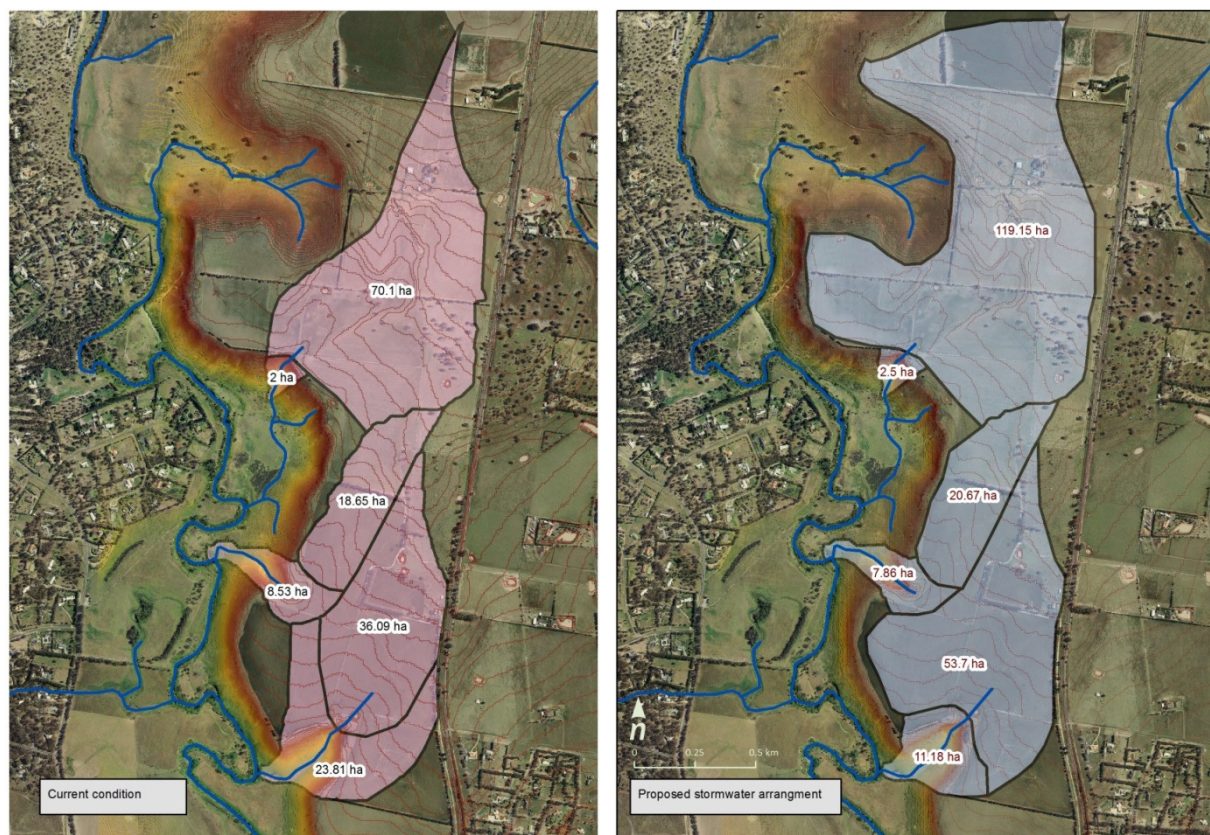 70.1 ha
2 ha
18.65 ha
8.53 ha
36.09 ha
23.81 ha
Current condition
119.15 ha
2.5 ha
20.67 ha
7.86 ha
53.7 ha
11.18 ha
n
0 0.25 0.5 km
Proposed stormwater arrangment